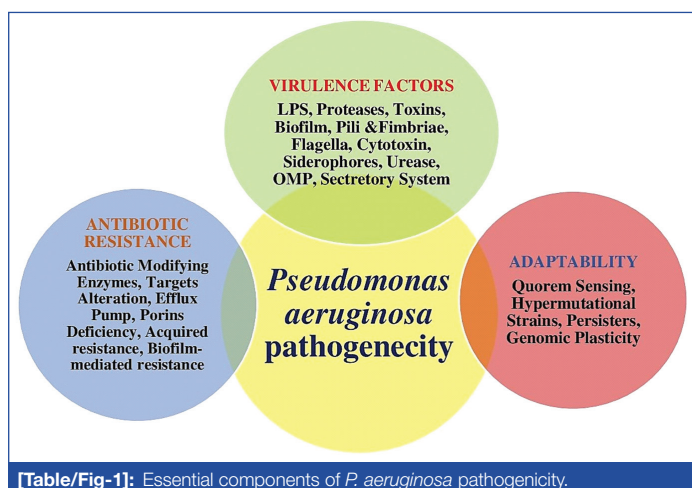 VIRULENCE FACTORS
LPS, Proteases, Toxins,
Biofilm, Pili &Fimbriae,
Flagella, Cytotoxin,
Siderophores, Urease,
OMP, Sectretory System
ANTIBIOTIC
RESISTANCE
Antibiotic Modifying
Enzymes, Targets
Alteration, Efflux
Pump, Porins
Deficiency, Acquired
resistance, Biofilm-
mediated resistance
Pseudomonas
aeruginosa
pathogenecity
ADAPTABILITY
Quorem Sensing,
Hypermutational
Strains, Persisters,
Genomic Plasticity
[Table/Fig-1]: Essential components of P. aeruginosa pathogenicity.